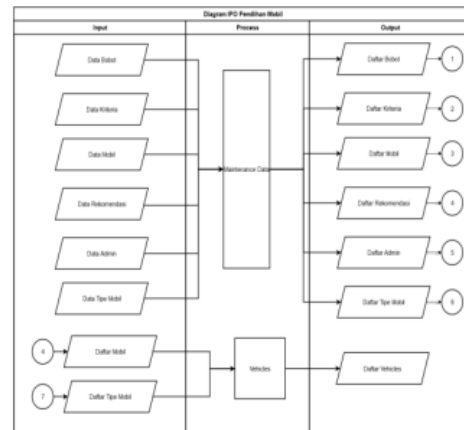 Diagram IPO Pemilihan Mobil
Input
Process
Output
Data Bobot
Daftar Bobot
1
Data Kriteria
Daftar Kriteria
2
Data Mobil
Maintenance Data
Daftar Mobil
3
Data Rekomendasi
Daftar Rekomendasi
4
Data Admin
Daftar Admin
5
Data Tipe Mobil
Daftar Tipe Mobil
6
4
Daftar Mobil
Vehicles
Daftar Vehicles
7
Daftar Tipe Mobil